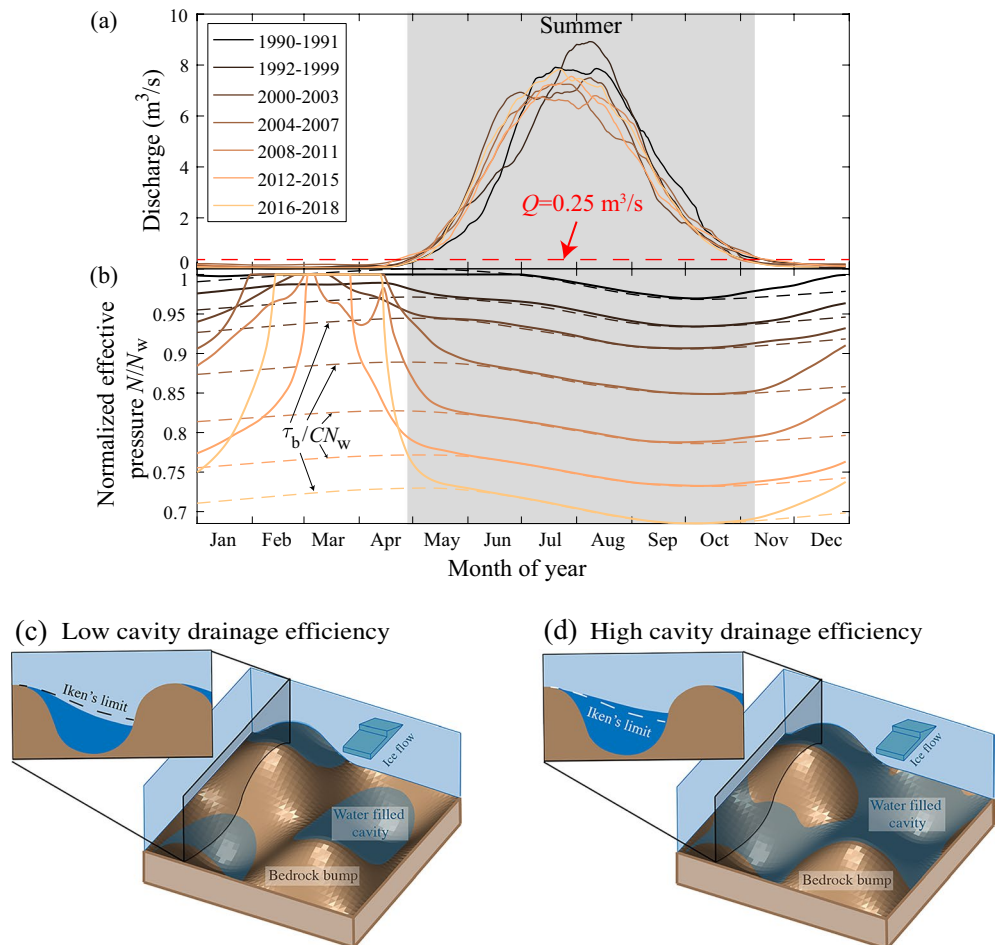 (a)
Discharge (m³/s)
10
8
6
4
2
0
1990-1991
1992-1999
2000-2003
2004-2007
2008-2011
2012-2015
2016-2018
Summer
Q=0.25 m³/s
(b)
Normalized effective
pressure N/Nw
1
0.95
0.9
0.85
0.8
0.75
0.7
τb/CNw
Jan Feb Mar Apr May Jun Jul Aug Sep Oct Nov Dec
Month of year
(c) Low cavity drainage efficiency
Iken's limit
Ice flow
Water filled
cavity
Bedrock bump
(d) High cavity drainage efficiency
Iken's limit
Ice flow
Water filled
cavity
Bedrock bump